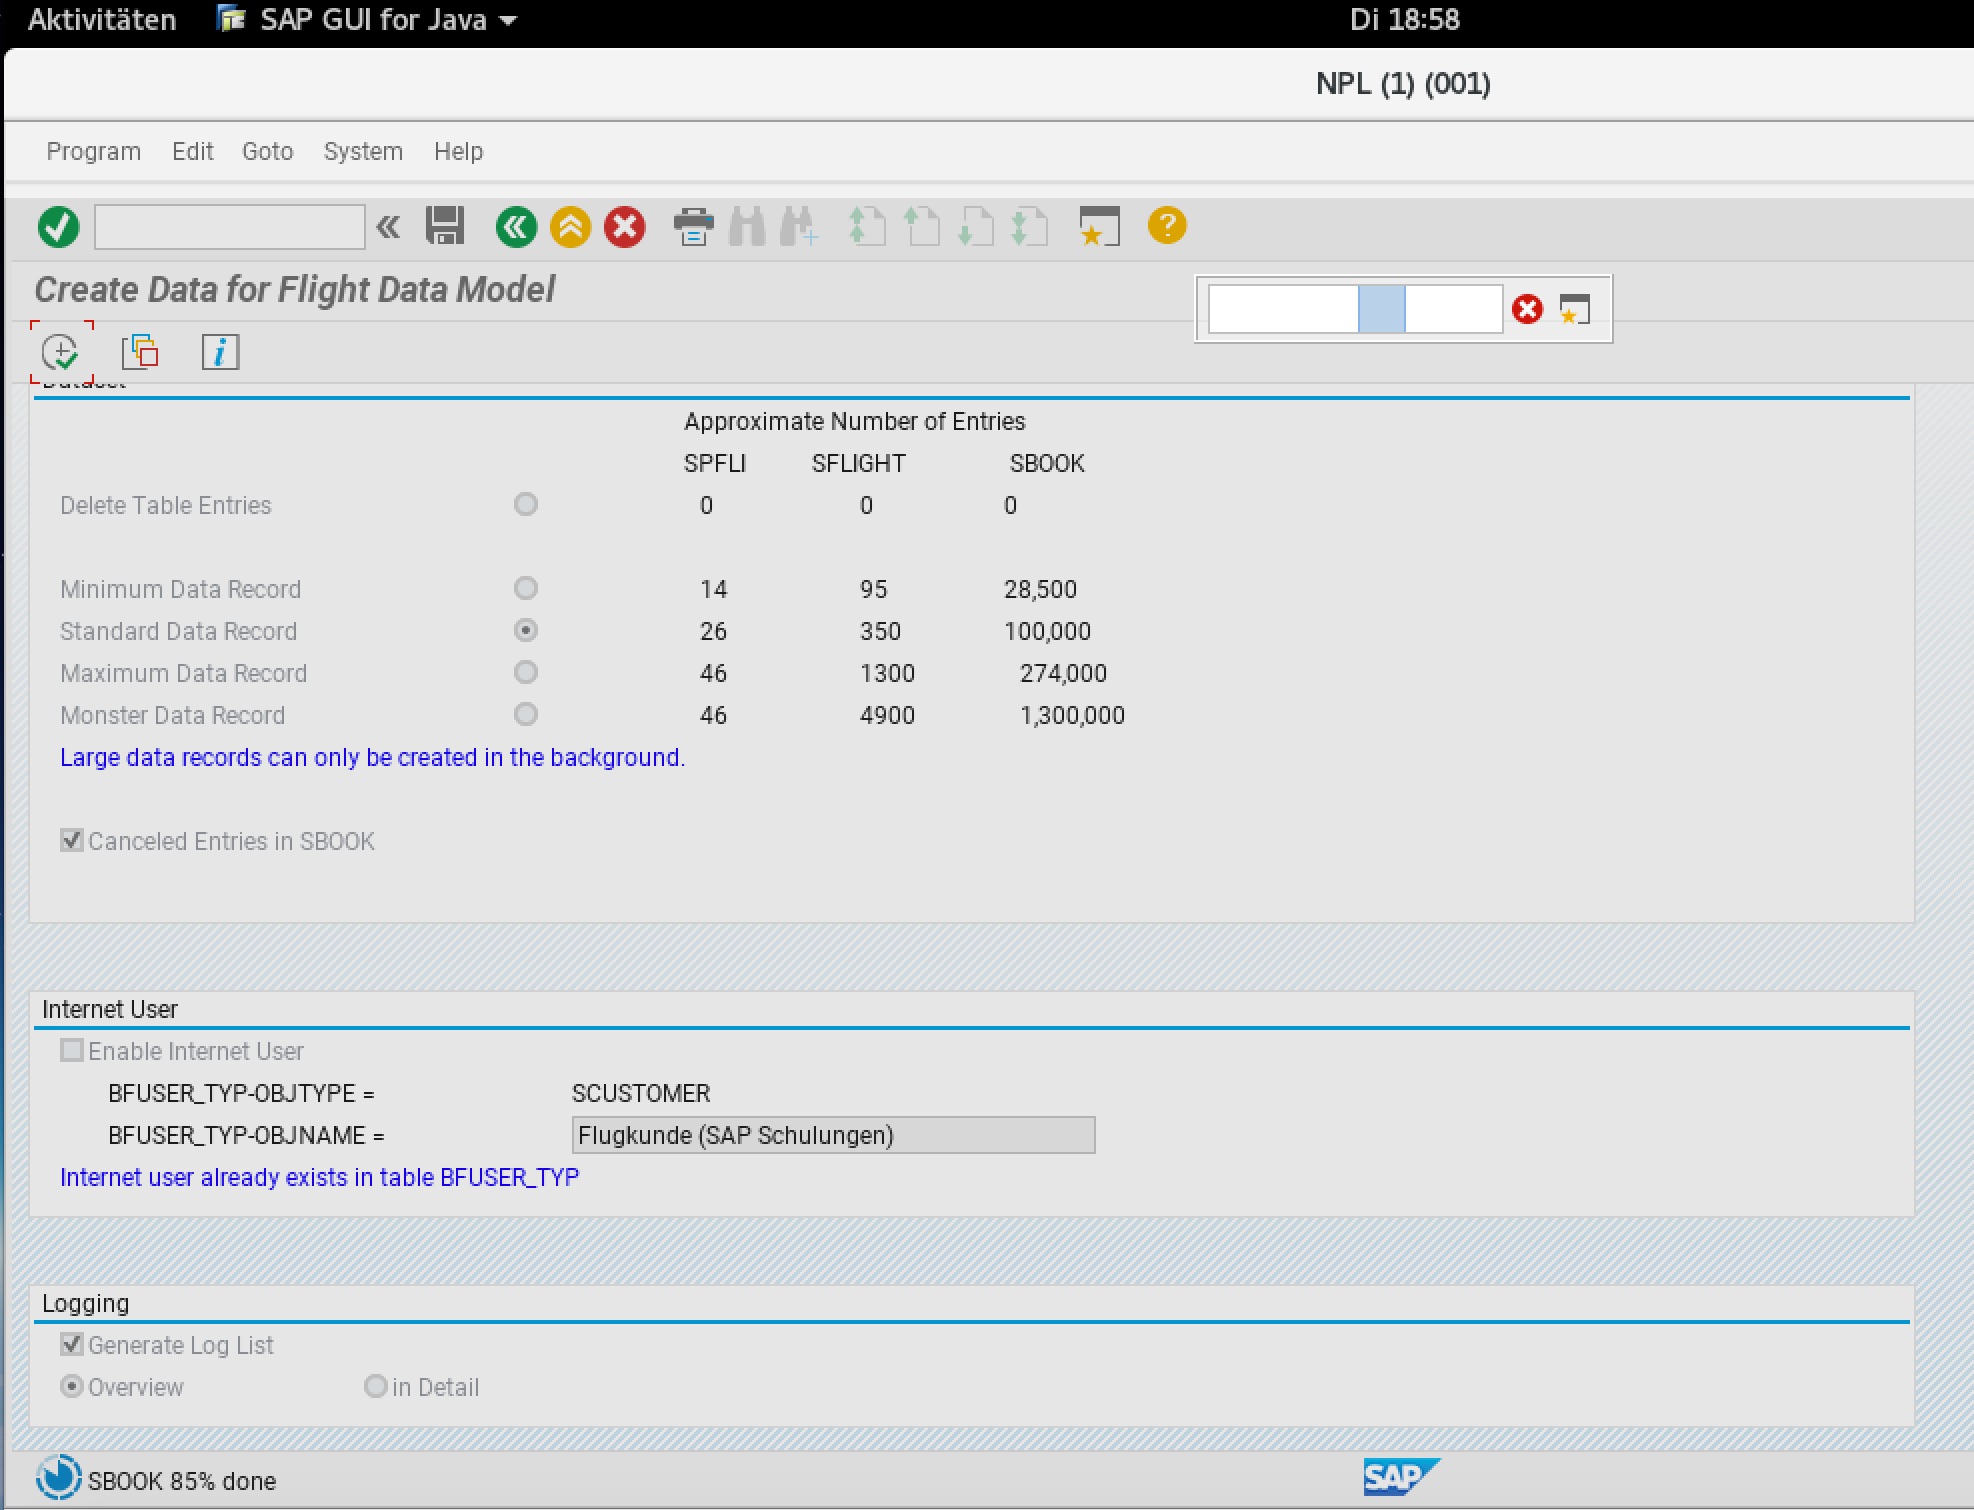 Aktivitäten SAP GUI for Java Di 18:58
NPL (1) (001)
Program Edit Goto System Help
Create Data for Flight Data Model
Dataset
Approximate Number of Entries
SPFLI SFLIGHT SBOOK
Delete Table Entries 0 0 0
Minimum Data Record 14 95 28,500
Standard Data Record 26 350 100,000
Maximum Data Record 46 1300 274,000
Monster Data Record 46 4900 1,300,000
Large data records can only be created in the background.
Canceled Entries in SBOOK
Internet User
Enable Internet User
BFUSER_TYP-OBJTYPE = SCUSTOMER
BFUSER_TYP-OBJNAME = Flugkunde (SAP Schulungen)
Internet user already exists in table BFUSER_TYP
Logging
Generate Log List
Overview in Detail
SBOOK 85% done SAP